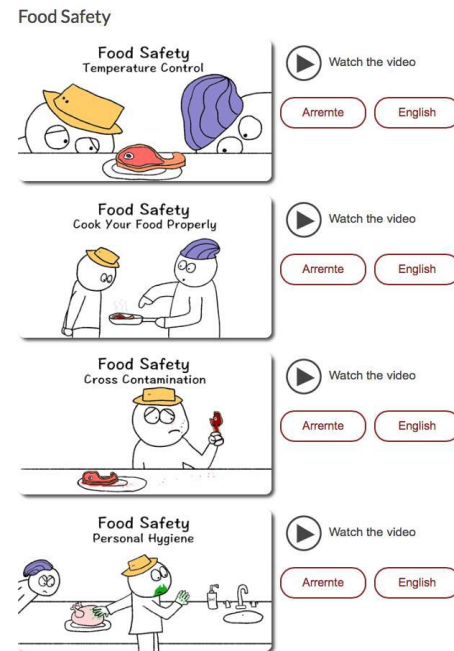 Food Safety
Food Safety
Temperature Control
Watch the video
Arrernte
English
Food Safety
Cook Your Food Properly
Watch the video
Arrernte
English
Food Safety
Cross Contamination
Watch the video
Arrernte
English
Food Safety
Personal Hygiene
Watch the video
Arrernte
English